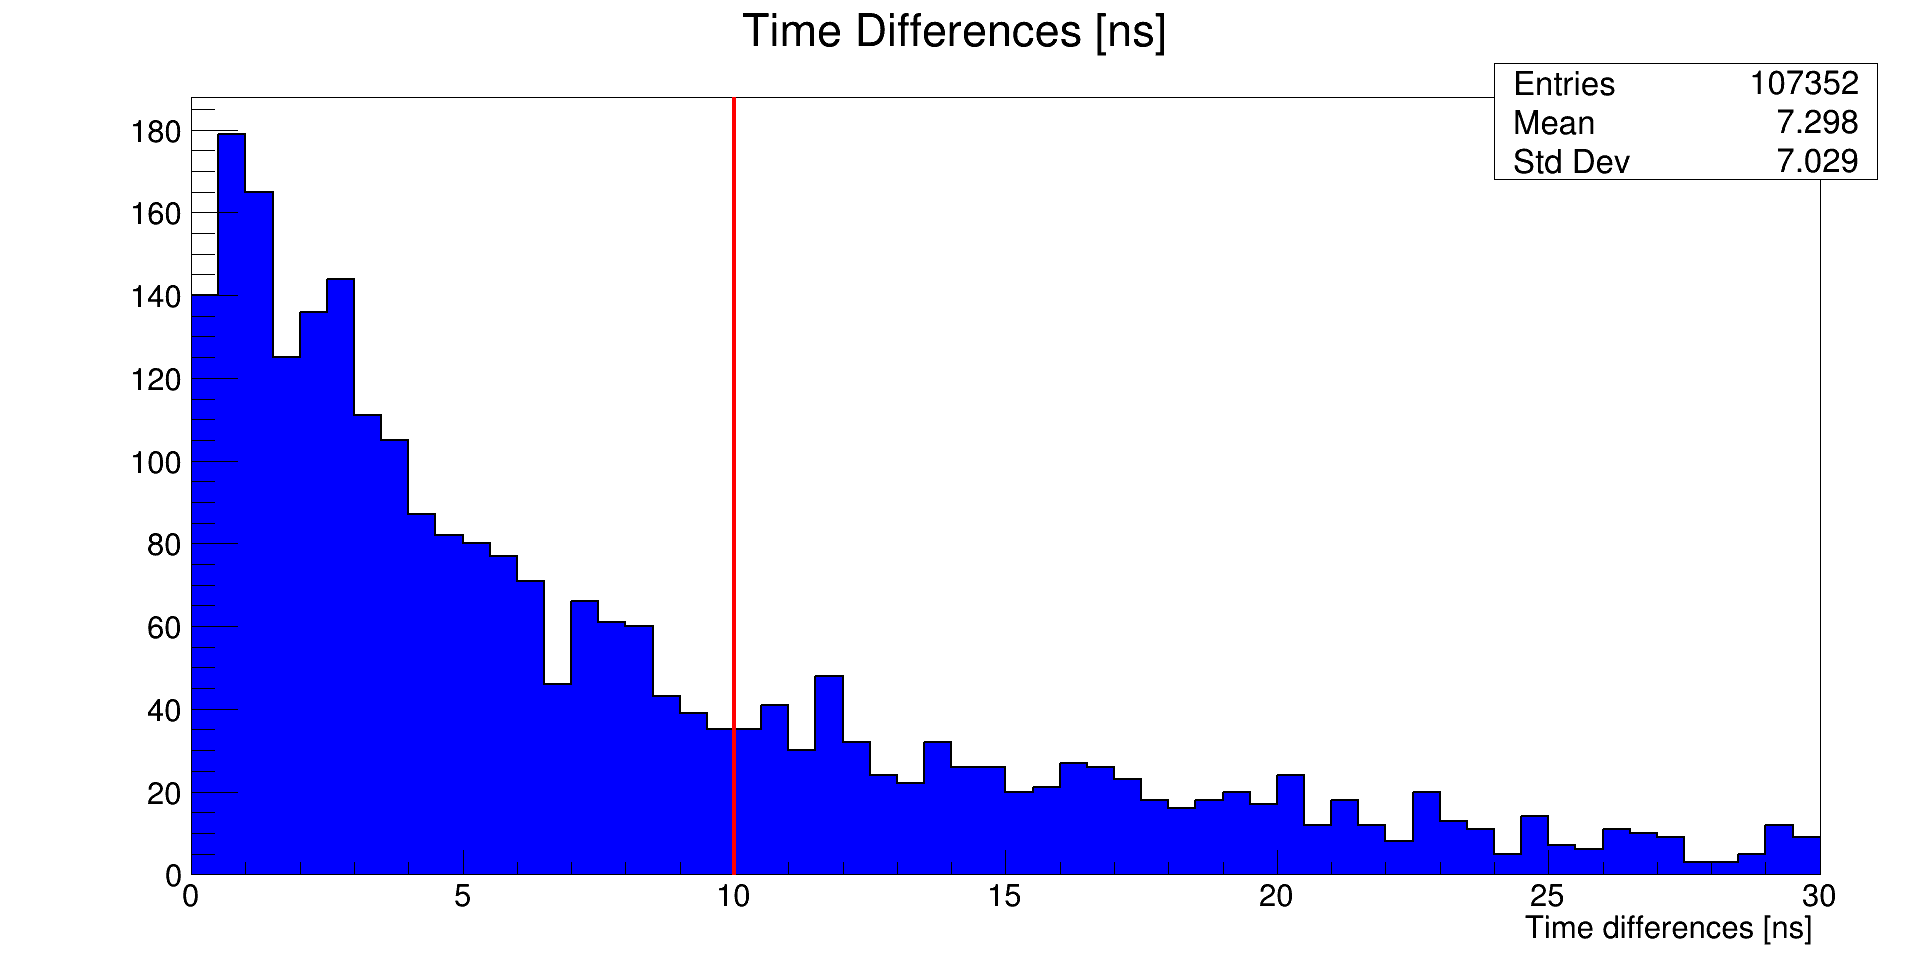 Time Differences [ns]
Entries 107352
Mean 7.298
Std Dev 7.029
180
160
140
120
100
80
60
40
20
0
0 5 10 15 20 25 30
Time differences [ns]